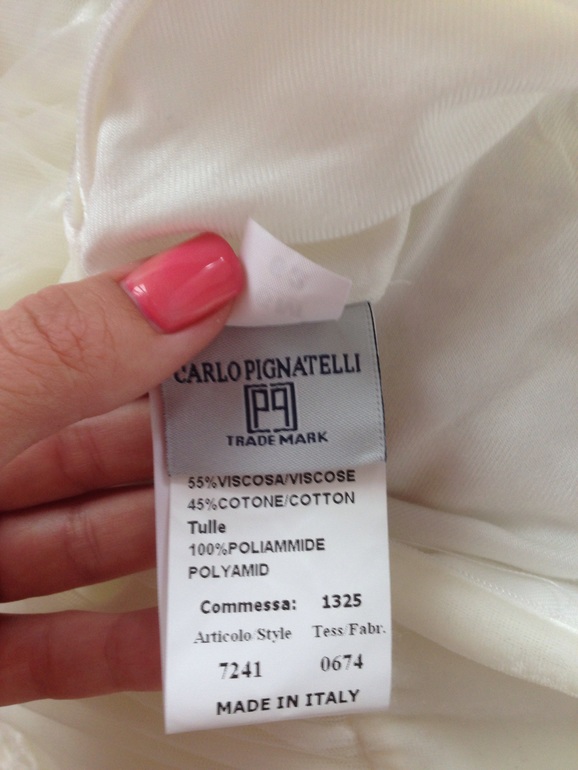 CARLO PIGNATELLI
TRADE MARK
55%VISCOSA/VISCOSE
45%COTONE/COTTON
Tulle
100%POLIAMMIDE
POLYAMID
Commessa: 1325
Articolo/Style Tess/Fabr.
7241 0674
MADE IN ITALY